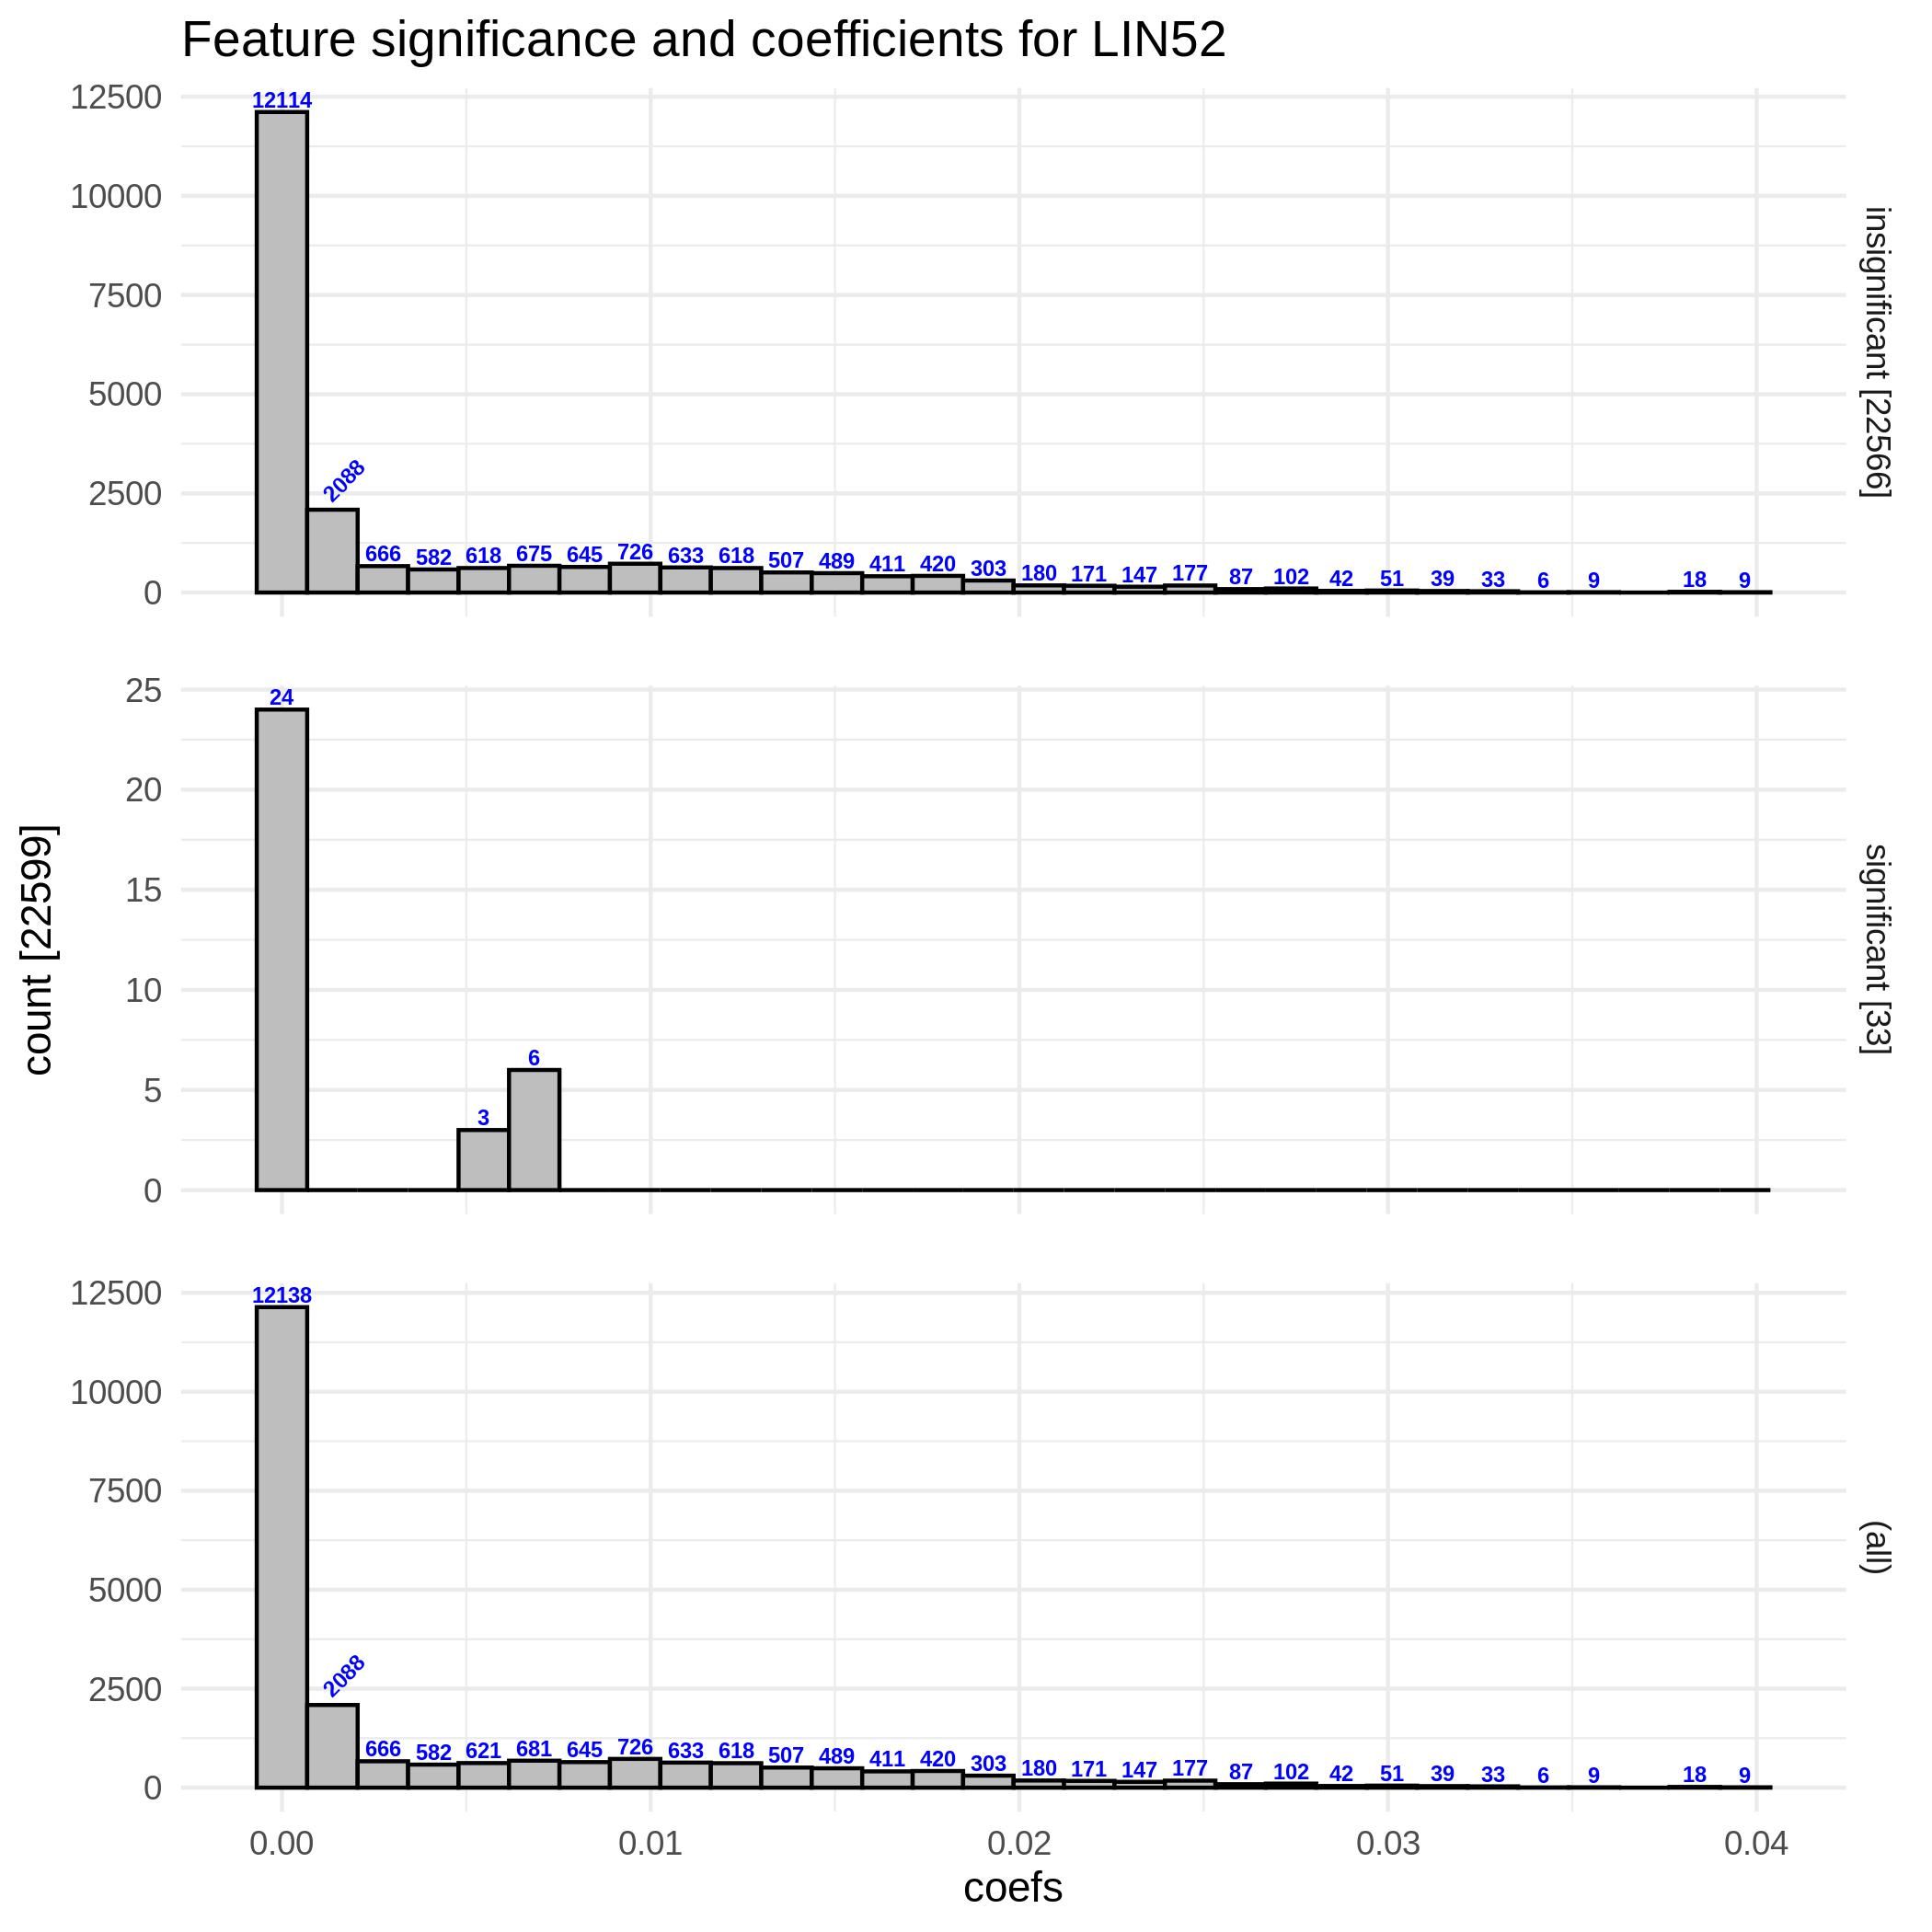 Feature significance and coefficients for LIN52
count [22599]
12500
10000
7500
5000
2500
0
12114
2088
666 582 618 675 645 726 633 618 507 489 411 420 303 180 171 147 177 87 102 42 51 39 33 6 9 18 9
insignificant [22566]
25
20
15
10
5
0
24
3
6
significant [33]
12500
10000
7500
5000
2500
0
12138
2088
666 582 621 681 645 726 633 618 507 489 411 420 303 180 171 147 177 87 102 42 51 39 33 6 9 18 9
(all)
0.00 0.01 0.02 0.03 0.04
coefs